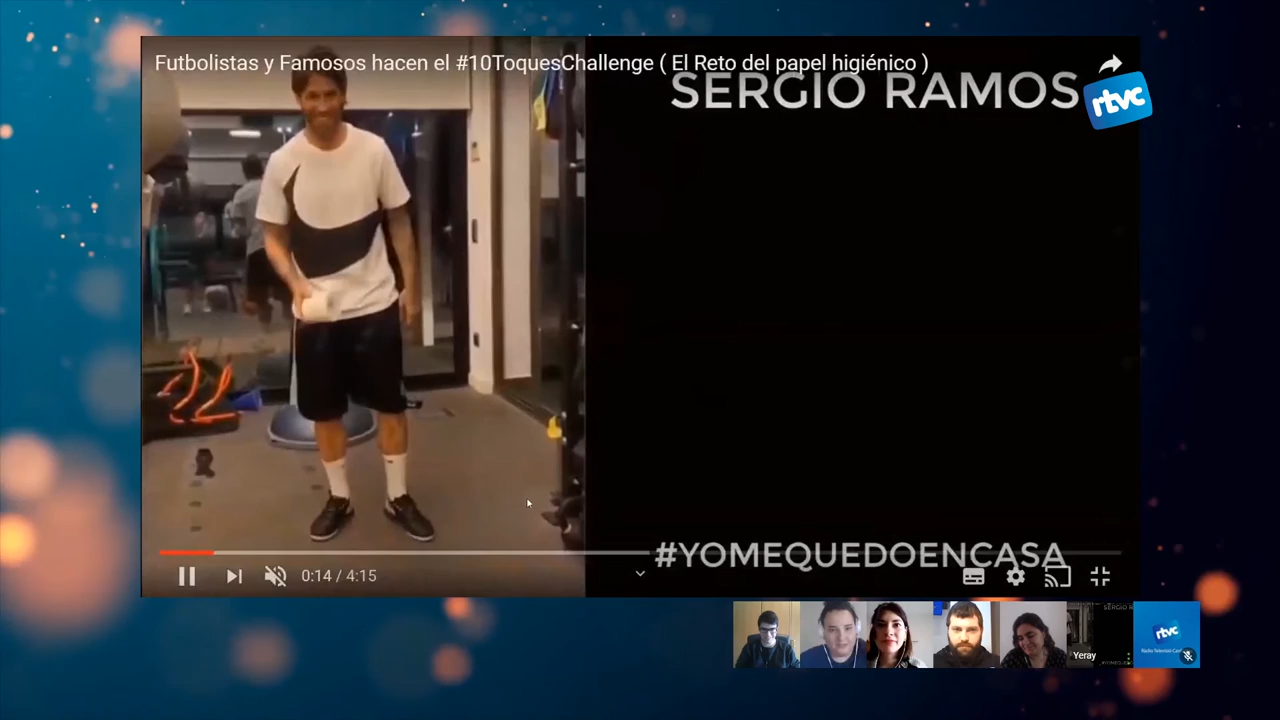 Futbolistas y Famosos hacen el #10ToquesChallenge ( El Reto del papel higiénico )
SERGIO RAMOS
rtvc
#YOMEQUEDOENCASA
0:14 / 4:15
SERGIO R
Yeray
rtvc